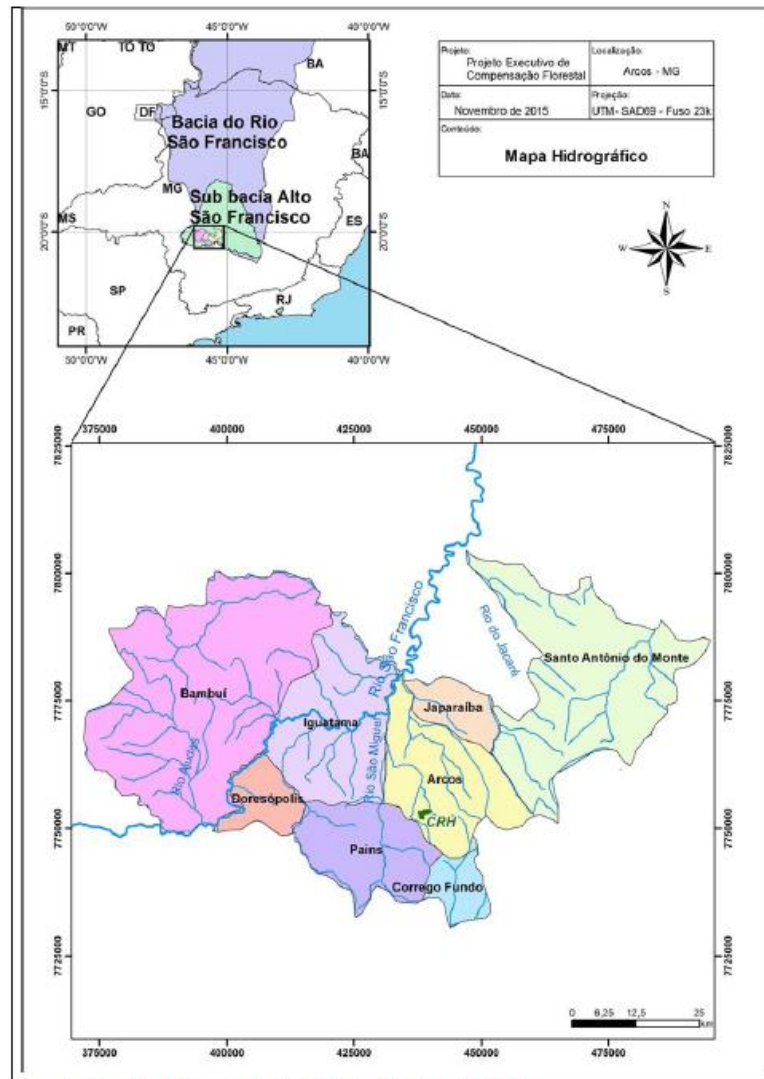 50°0'0"W 45°0'0"W 40°0'0"W
MT
TO TO
BA
15°0'0"S
15°0'0"S
GO
DF
Bacia do Rio
São Francisco
BA
MG
Sub bacia Alto
São Francisco
MS
ES
20°0'0"S
20°0'0"S
SP
RJ
PR
50°0'0"W 45°0'0"W 40°0'0"W
Projeto:
Projeto Executivo de
Compensação Florestal
Localização:
Arcos - MG
Data:
Novembro de 2015
Projeção:
UTM- SAD69 - Fuso 23k
Conteúdo:
Mapa Hidrográfico
N
W E
S
375000 400000 425000 450000 475000
7825000
7825000
7800000
7800000
Rio São Francisco
Rio do Jacaré
Santo Antônio do Monte
Bambuí
7775000
7775000
Japaraíba
Iguatama
Rio São Miguel
Arcos
Doresópolis
CRH
7750000
7750000
Pains
Corrego Fundo
7725000
7725000
0 6,25 12,5 25
km
375000 400000 425000 450000 475000